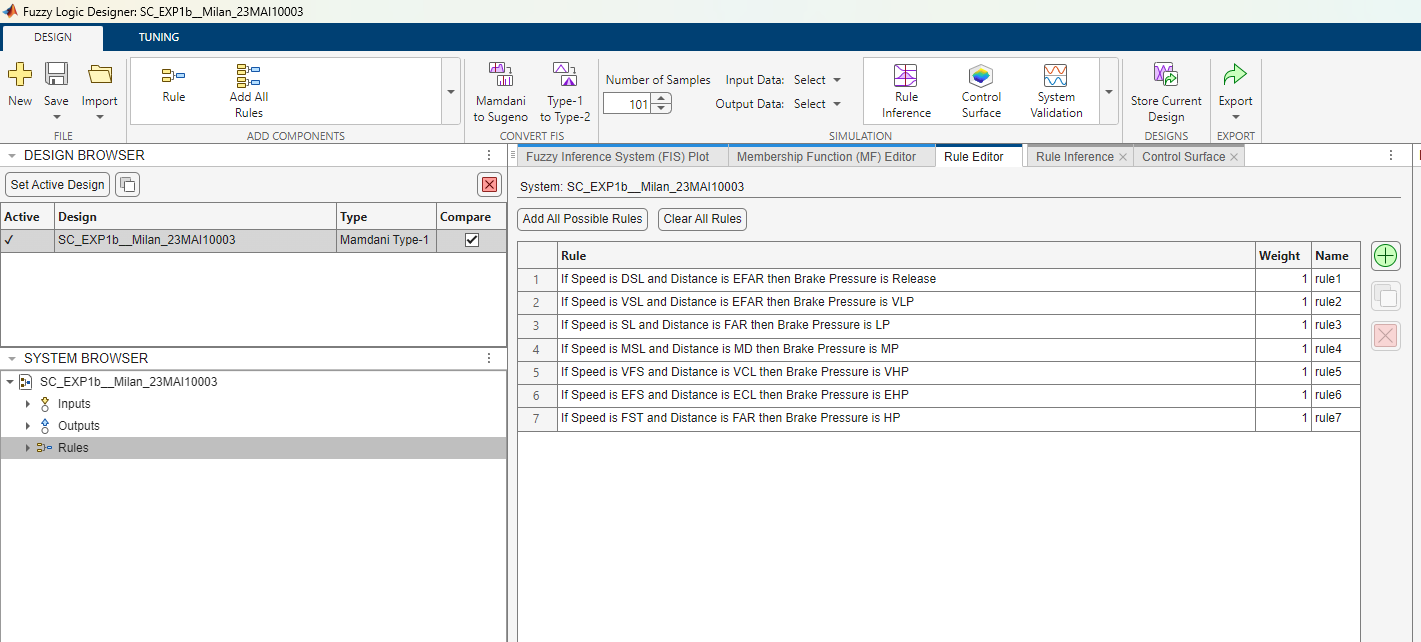 Fuzzy Logic Designer: SC_EXP1b__Milan_23MAI10003
DESIGN TUNING
New Save Import
Rule Add All Rules
Mamdani to Sugeno Type-1 to Type-2
Number of Samples Input Data: Select
101 Output Data: Select
Rule Inference Control Surface System Validation
Store Current Design Export
FILE ADD COMPONENTS CONVERT FIS SIMULATION DESIGNS EXPORT
DESIGN BROWSER
Set Active Design
Active Design Type Compare
SC_EXP1b__Milan_23MAI10003 Mamdani Type-1
SYSTEM BROWSER
SC_EXP1b__Milan_23MAI10003
Inputs
Outputs
Rules
Fuzzy Inference System (FIS) Plot Membership Function (MF) Editor Rule Editor Rule Inference Control Surface
System: SC_EXP1b__Milan_23MAI10003
Add All Possible Rules Clear All Rules
Rule Weight Name
1 If Speed is DSL and Distance is EFAR then Brake Pressure is Release 1 rule1
2 If Speed is VSL and Distance is EFAR then Brake Pressure is VLP 1 rule2
3 If Speed is SL and Distance is FAR then Brake Pressure is LP 1 rule3
4 If Speed is MSL and Distance is MD then Brake Pressure is MP 1 rule4
5 If Speed is VFS and Distance is VCL then Brake Pressure is VHP 1 rule5
6 If Speed is EFS and Distance is ECL then Brake Pressure is EHP 1 rule6
7 If Speed is FST and Distance is FAR then Brake Pressure is HP 1 rule7